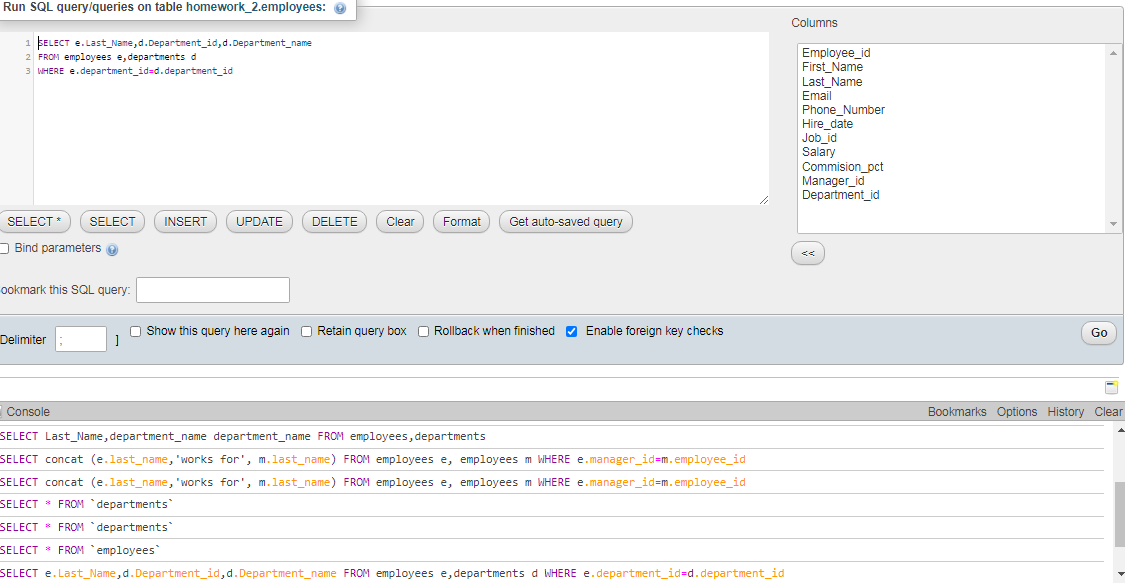 Run SQL query/queries on table homework_2.employees:
Columns
1 SELECT e.Last_Name,d.Department_id,d.Department_name
2 FROM employees e,departments d
3 WHERE e.department_id=d.department_id
Employee_id
First_Name
Last_Name
Email
Phone_Number
Hire_date
Job_id
Salary
Commision_pct
Manager_id
Department_id
SELECT * SELECT INSERT UPDATE DELETE Clear Format Get auto-saved query
Bind parameters
<<
ookmark this SQL query:
Delimiter ; ] Show this query here again Retain query box Rollback when finished Enable foreign key checks Go
Console Bookmarks Options History Clear
SELECT Last_Name,department_name department_name FROM employees,departments
SELECT concat (e.last_name,'works for', m.last_name) FROM employees e, employees m WHERE e.manager_id=m.employee_id
SELECT concat (e.last_name,'works for', m.last_name) FROM employees e, employees m WHERE e.manager_id=m.employee_id
SELECT * FROM `departments`
SELECT * FROM `departments`
SELECT * FROM `employees`
SELECT e.Last_Name,d.Department_id,d.Department_name FROM employees e,departments d WHERE e.department_id=d.department_id